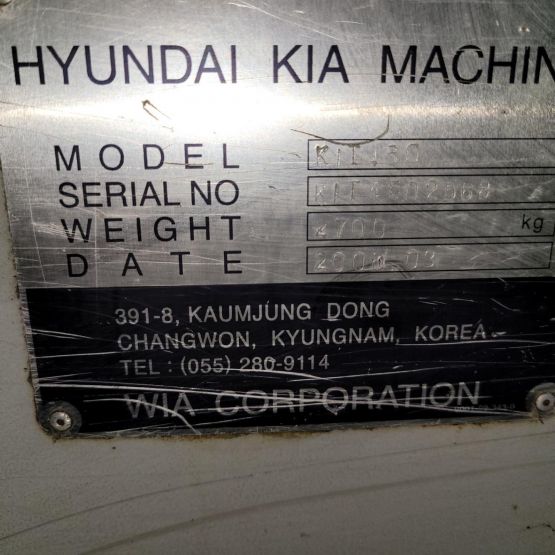 HYUNDAI KIA MACHIN
MODEL
SERIAL NO
WEIGHT kg
DATE
391-8, KAUMJUNG DONG
CHANGWON, KYUNGNAM, KOREA
TEL : (055) 280-9114
WIA CORPORATION